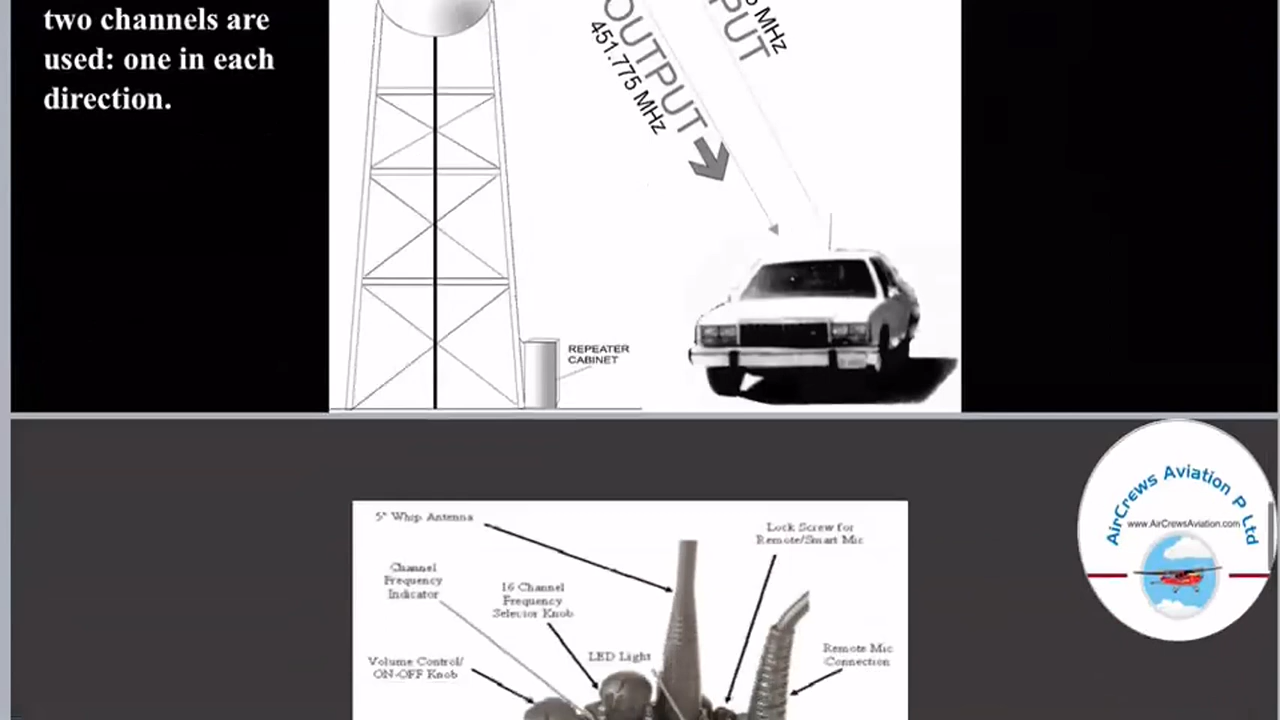 two channels are
used: one in each
direction.
OUTPUT
451.775 MHz
PUT
MHz
REPEATER
CABINET
AirCrews Aviation P Ltd
www.AirCrewsAviation.com
5" Whip Antenna
Lock Screw for
Remote/Smart Mic
Channel
Frequency
Indicator
16 Channel
Frequency
Selector Knob
LED Light
Remote Mic
Connection
Volume Control/
ON-OFF Knob